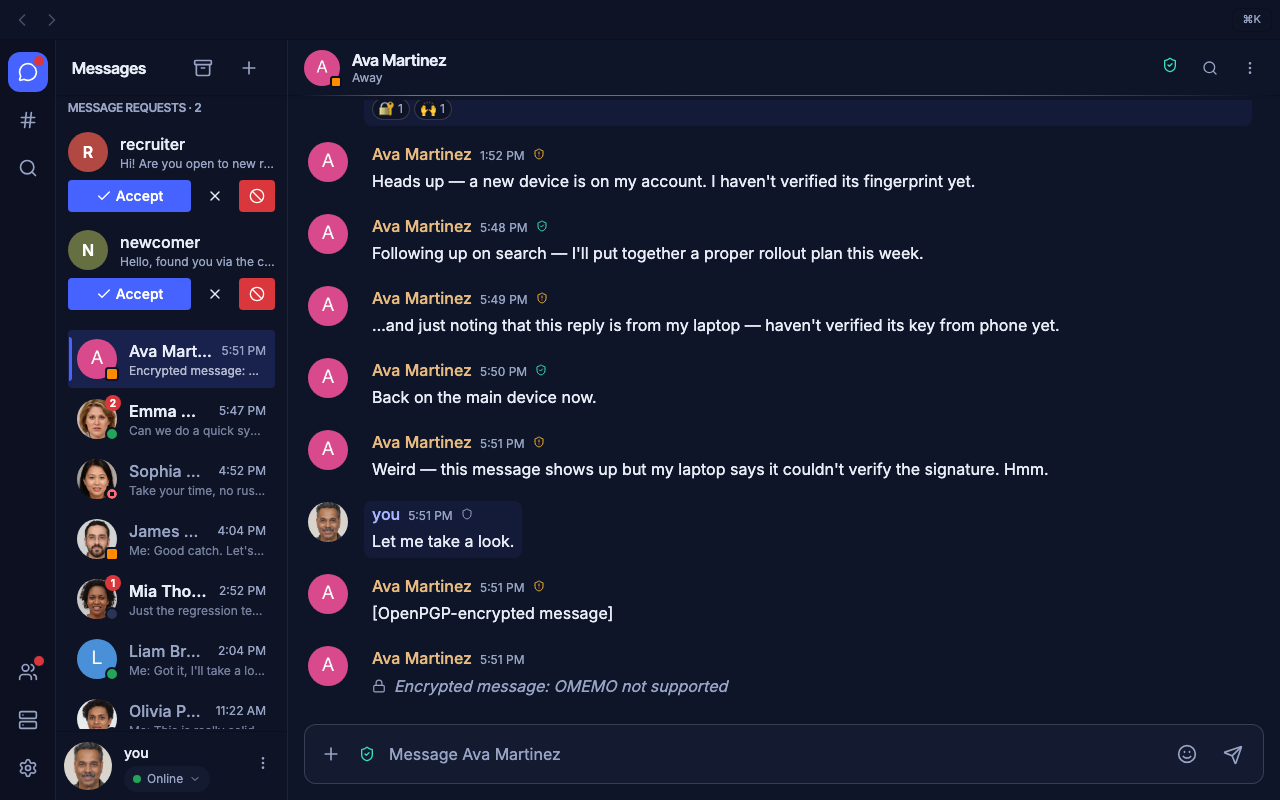 ⌘K
Messages
MESSAGE REQUESTS · 2
R
recruiter
Hi! Are you open to new r...
Accept
N
newcomer
Hello, found you via the c...
Accept
A
Ava Mart... 5:51 PM
Encrypted message: ...
2
Emma ... 5:47 PM
Can we do a quick sy...
Sophia ... 4:52 PM
Take your time, no rus...
James ... 4:04 PM
Me: Good catch. Let's...
1
Mia Tho... 2:52 PM
Just the regression te...
L
Liam Br... 2:04 PM
Me: Got it, I'll take a lo...
Olivia P... 11:22 AM
you
Online
A
Ava Martinez
Away
1 1
A
Ava Martinez 1:52 PM
Heads up — a new device is on my account. I haven't verified its fingerprint yet.
A
Ava Martinez 5:48 PM
Following up on search — I'll put together a proper rollout plan this week.
A
Ava Martinez 5:49 PM
...and just noting that this reply is from my laptop — haven't verified its key from phone yet.
A
Ava Martinez 5:50 PM
Back on the main device now.
A
Ava Martinez 5:51 PM
Weird — this message shows up but my laptop says it couldn't verify the signature. Hmm.
you 5:51 PM
Let me take a look.
A
Ava Martinez 5:51 PM
[OpenPGP-encrypted message]
A
Ava Martinez 5:51 PM
Encrypted message: OMEMO not supported
Message Ava Martinez